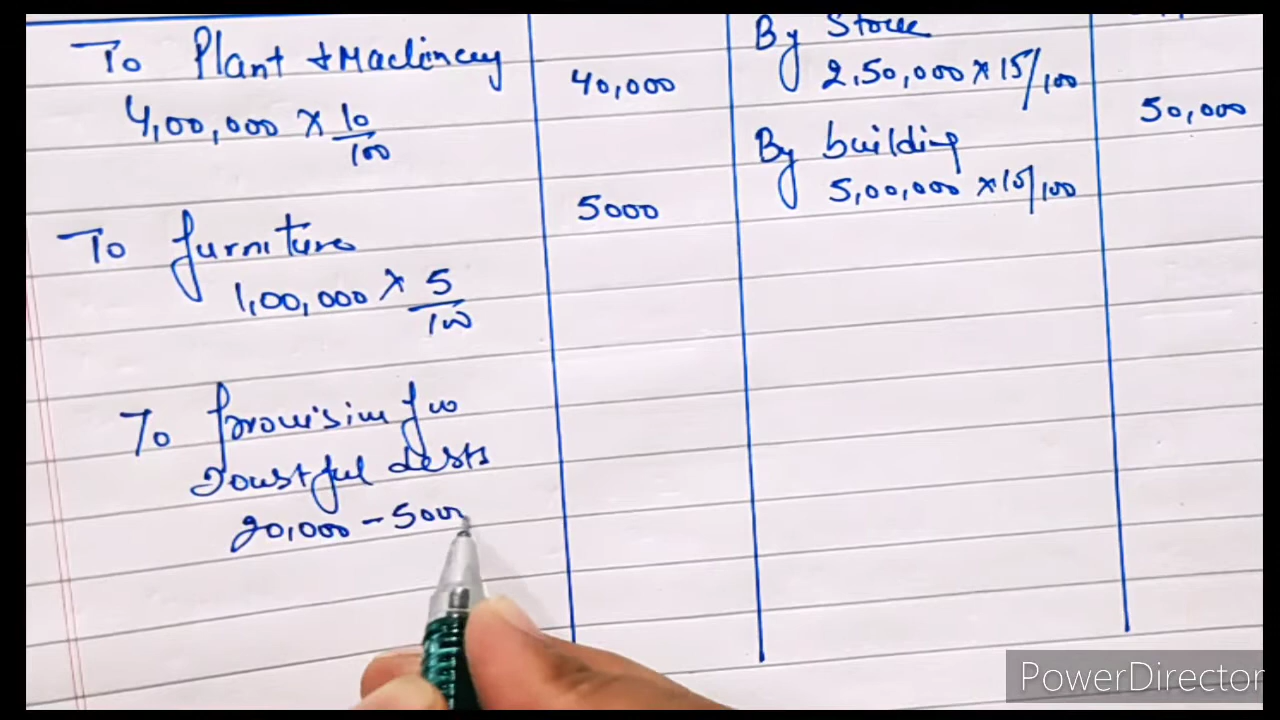 To Plant & Machinery 40,000
4,00,000 × 10/100
To furniture 5000
1,00,000 × 5/100
To provision for
Doubtful debts
20,000 - 5000
By Stock
2,50,000 × 15/100
By building 50,000
5,00,000 × 10/100
PowerDirector